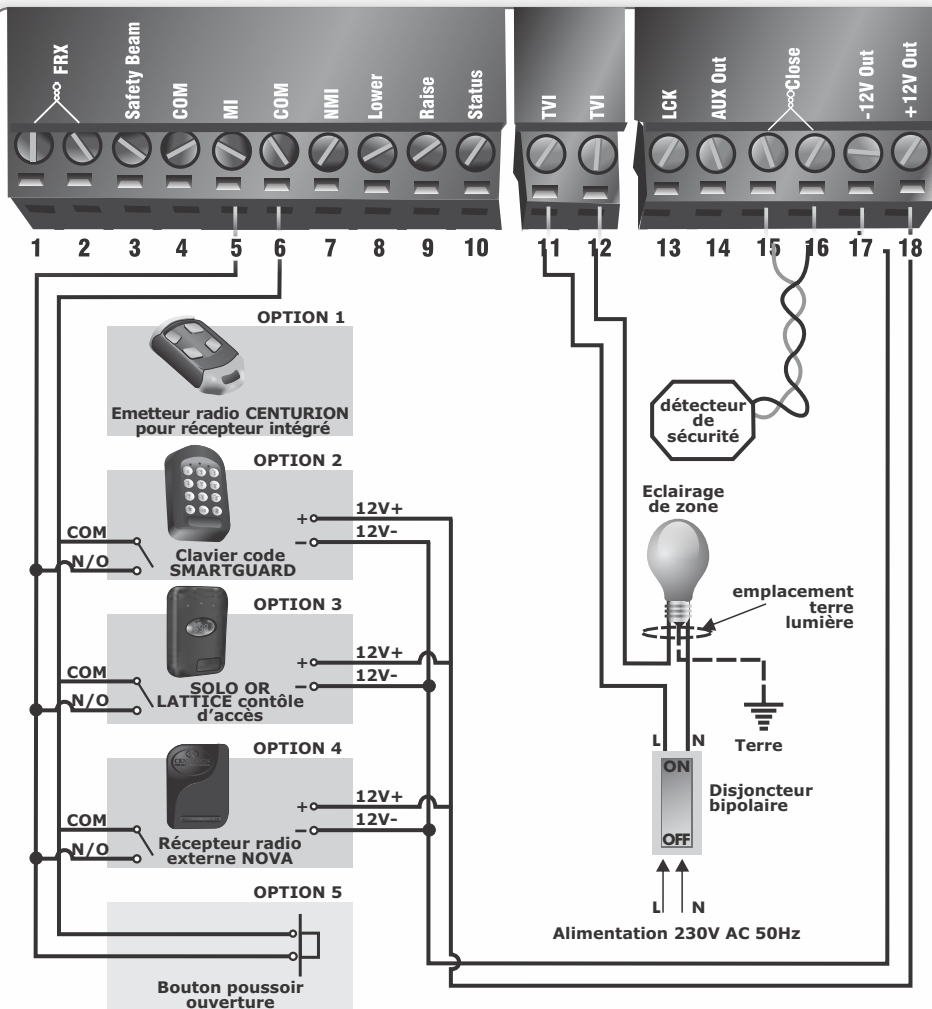 FRX
Safety Beam
COM
MI
COM
NMI
Lower
Raise
Status
TVI
TVI
LCK
AUX Out
Close
-12V Out
+12V Out
1 2 3 4 5 6 7 8 9 10 11 12 13 14 15 16 17 18
OPTION 1
Emetteur radio CENTURION
pour récepteur intégré
OPTION 2
COM
N/O
Clavier code
SMARTGUARD
+ 12V+
− 12V-
OPTION 3
COM
N/O
SOLO OR
LATTICE contôle
d'accès
+ 12V+
− 12V-
OPTION 4
COM
N/O
Récepteur radio
externe NOVA
+ 12V+
− 12V-
OPTION 5
Bouton poussoir
ouverture
détecteur
de
sécurité
Eclairage
de zone
emplacement
terre
lumière
Terre
L N
ON
OFF
Disjoncteur
bipolaire
L N
Alimentation 230V AC 50Hz